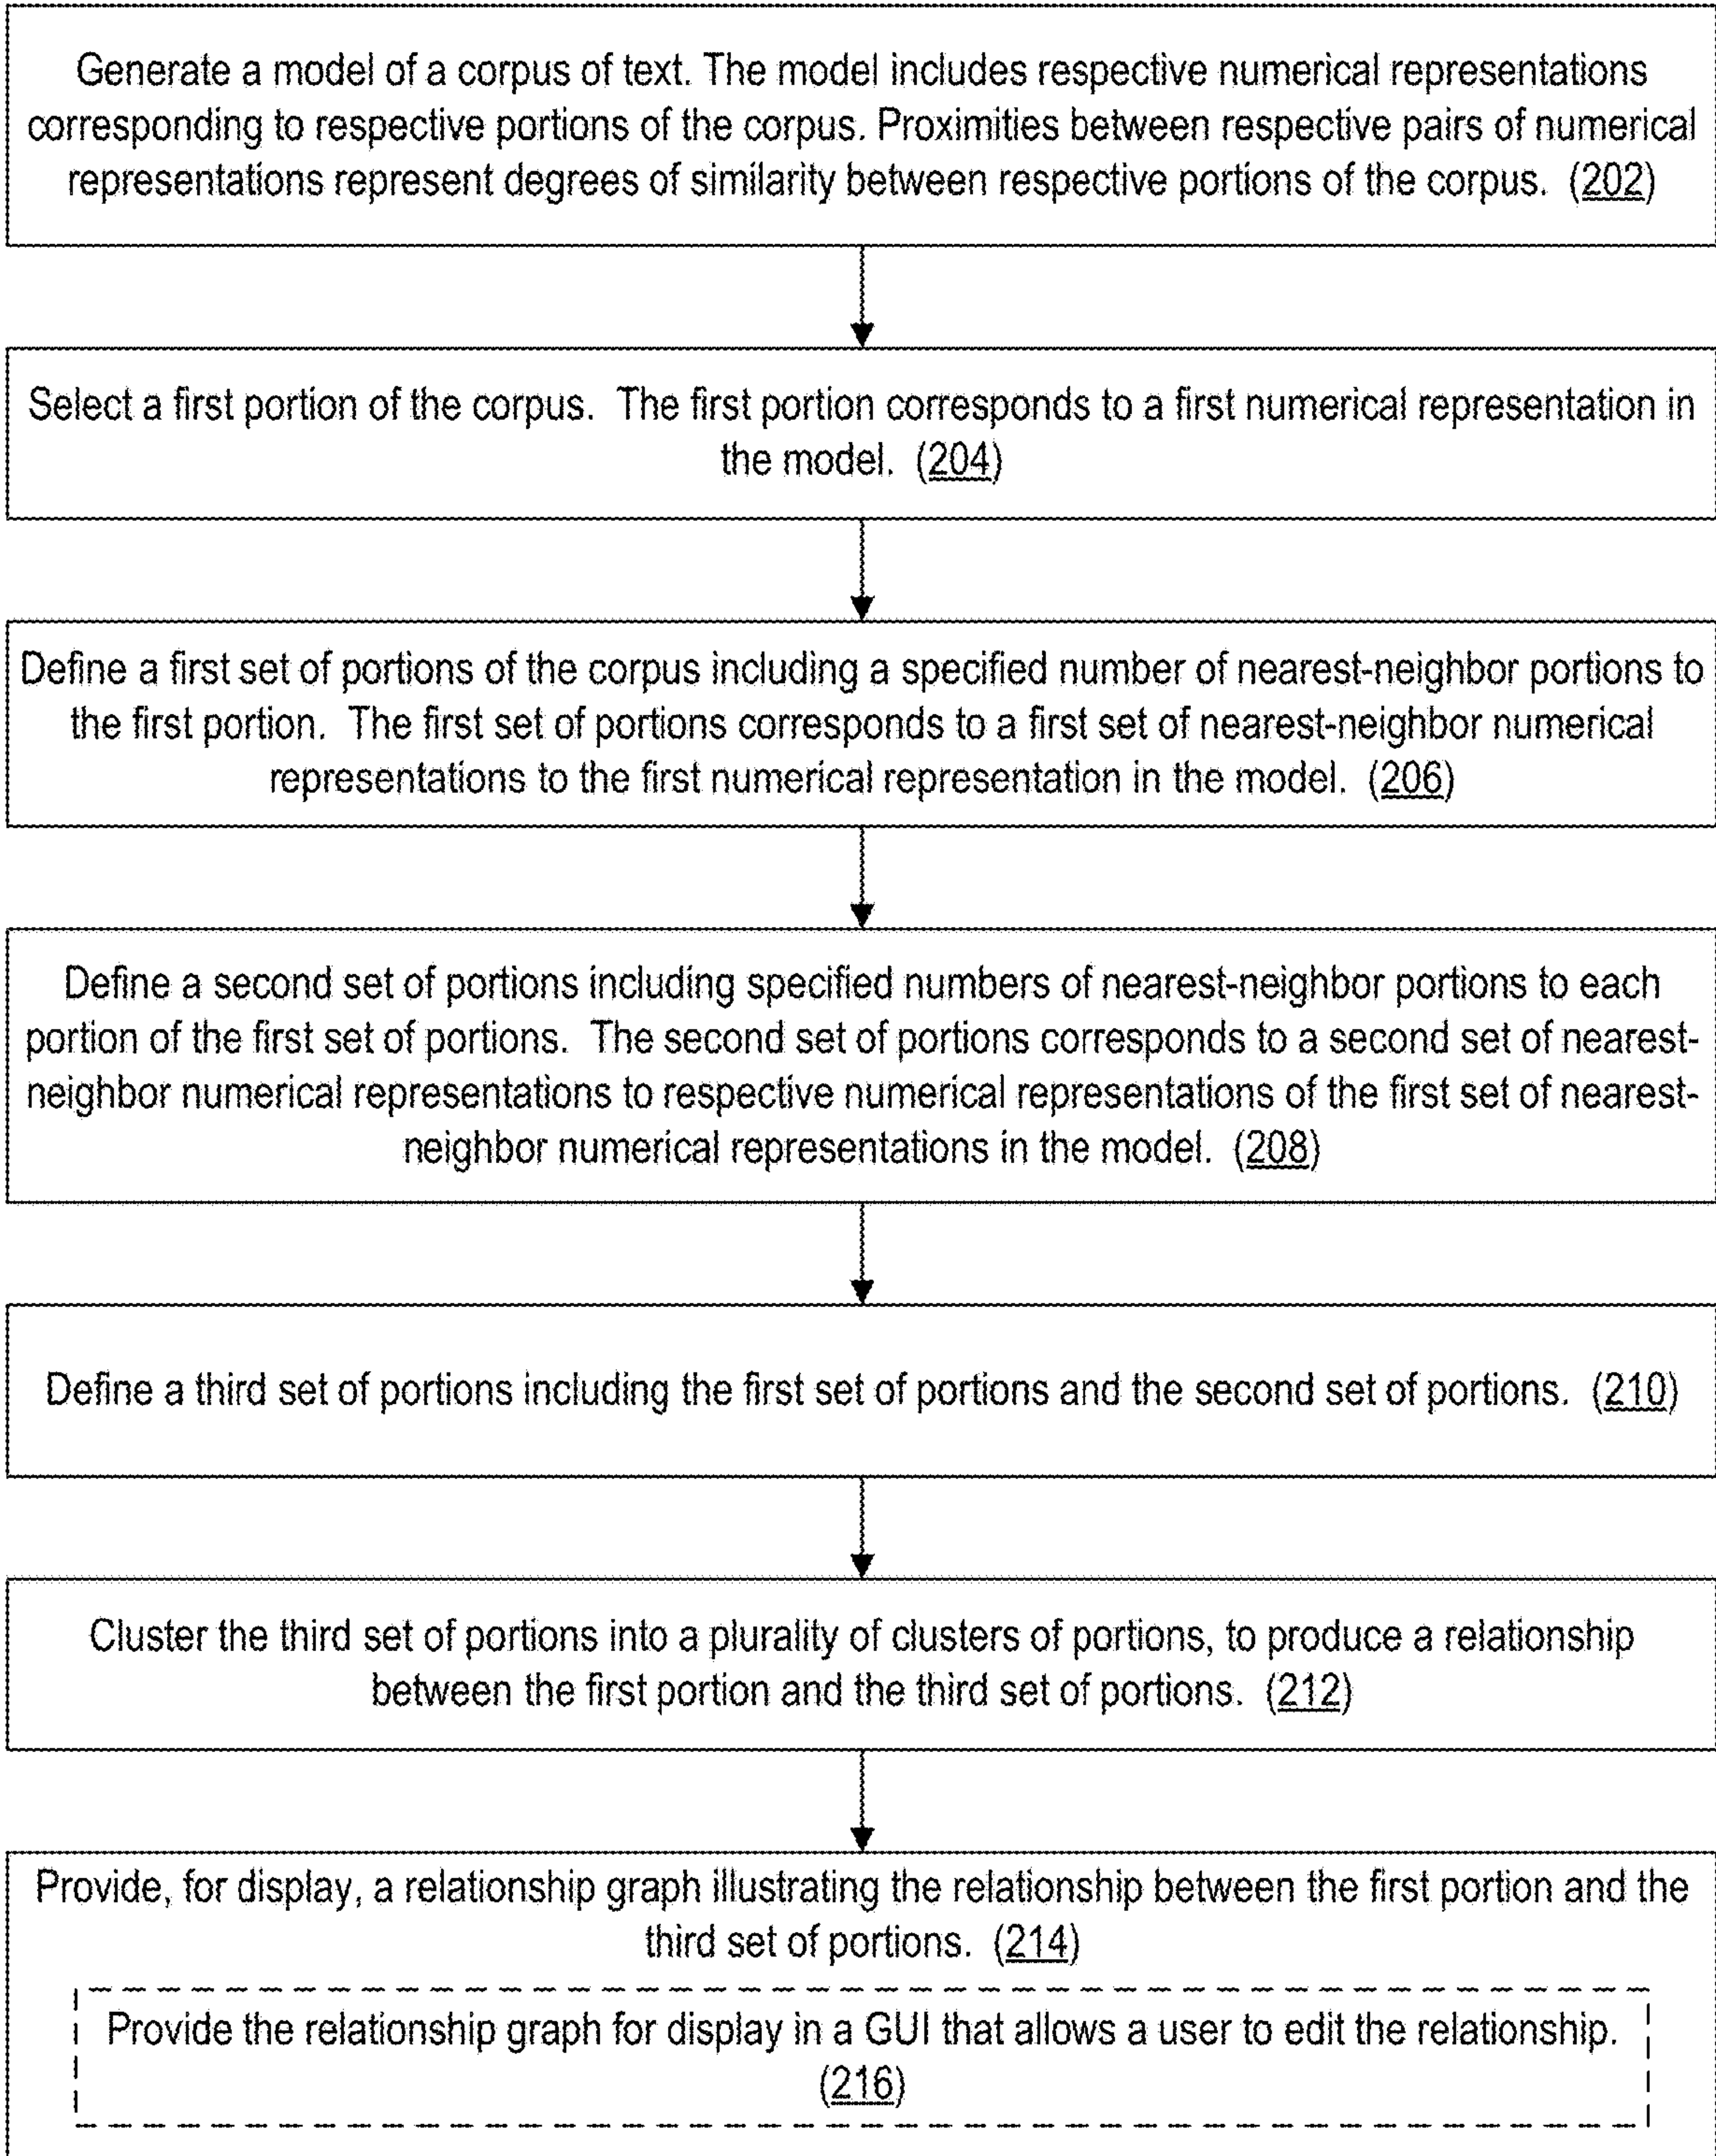 Generate a model of a corpus of text. The model includes respective numerical representations
corresponding to respective portions of the corpus. Proximities between respective pairs of numerical
representations represent degrees of similarity between respective portions of the corpus. (202)
Select a first portion of the corpus. The first portion corresponds to a first numerical representation in
the model. (204)
Define a first set of portions of the corpus including a specified number of nearest-neighbor portions to
the first portion. The first set of portions corresponds to a first set of nearest-neighbor numerical
representations to the first numerical representation in the model. (206)
Define a second set of portions including specified numbers of nearest-neighbor portions to each
portion of the first set of portions. The second set of portions corresponds to a second set of nearest-
neighbor numerical representations to respective numerical representations of the first set of nearest-
neighbor numerical representations in the model. (208)
Define a third set of portions including the first set of portions and the second set of portions. (210)
Cluster the third set of portions into a plurality of clusters of portions, to produce a relationship
between the first portion and the third set of portions. (212)
Provide, for display, a relationship graph illustrating the relationship between the first portion and the
third set of portions. (214)
Provide the relationship graph for display in a GUI that allows a user to edit the relationship.
(216)